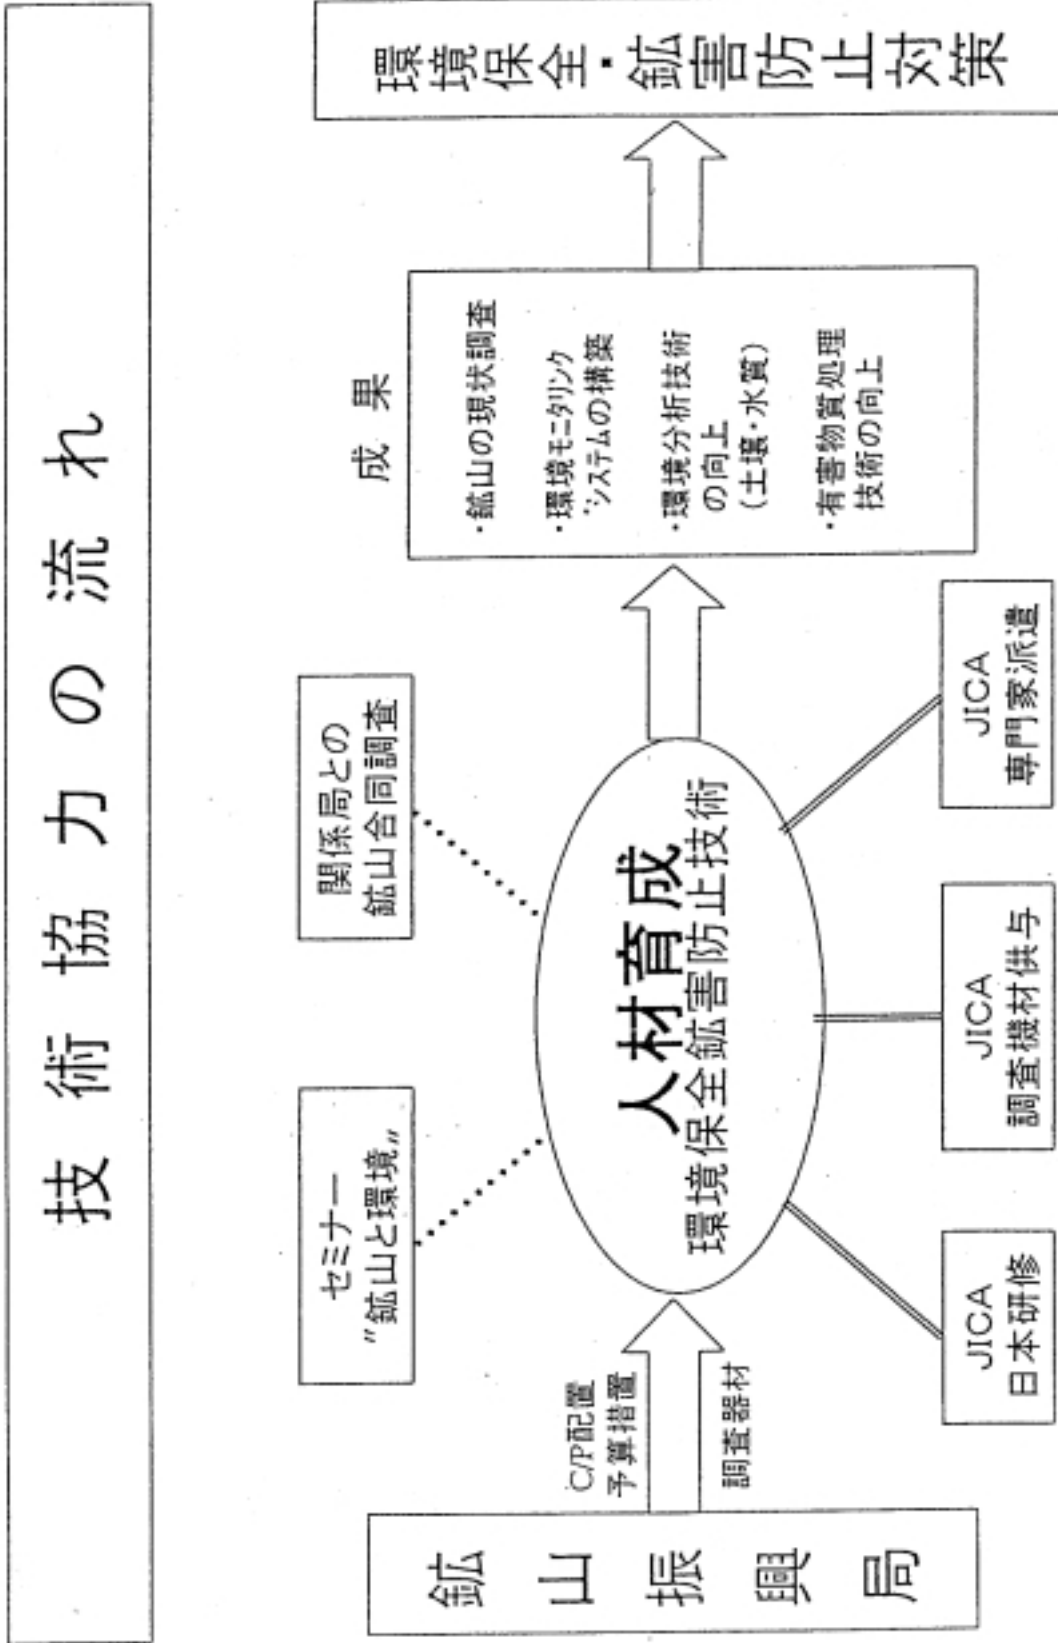 技術協力の流れ
セミナー
"鉱山と環境"
関係局との
鉱山合同調査
鉱山振興局
C/P配置
予算措置
調査器材
人材育成
環境保全鉱害防止技術
成果
・鉱山の現状調査
・環境モニタリンク
゛システムの構築
・環境分析技術
の向上
(土壌・水質)
・有害物質処理
技術の向上
環境保全・鉱害防止対策
JICA
日本研修
JICA
調査機材供与
JICA
専門家派遣